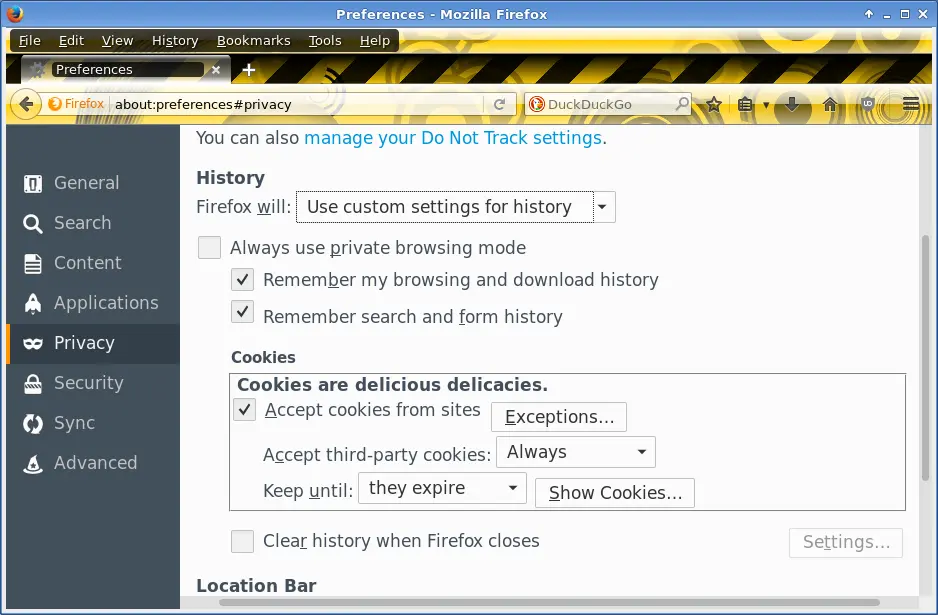 Preferences - Mozilla Firefox
File Edit View History Bookmarks Tools Help
Preferences
Firefox about:preferences#privacy DuckDuckGo
You can also manage your Do Not Track settings.
General
Search
Content
Applications
Privacy
Security
Sync
Advanced
History
Firefox will: Use custom settings for history
Always use private browsing mode
Remember my browsing and download history
Remember search and form history
Cookies
Cookies are delicious delicacies.
Accept cookies from sites Exceptions...
Accept third-party cookies: Always
Keep until: they expire Show Cookies...
Clear history when Firefox closes Settings...
Location Bar